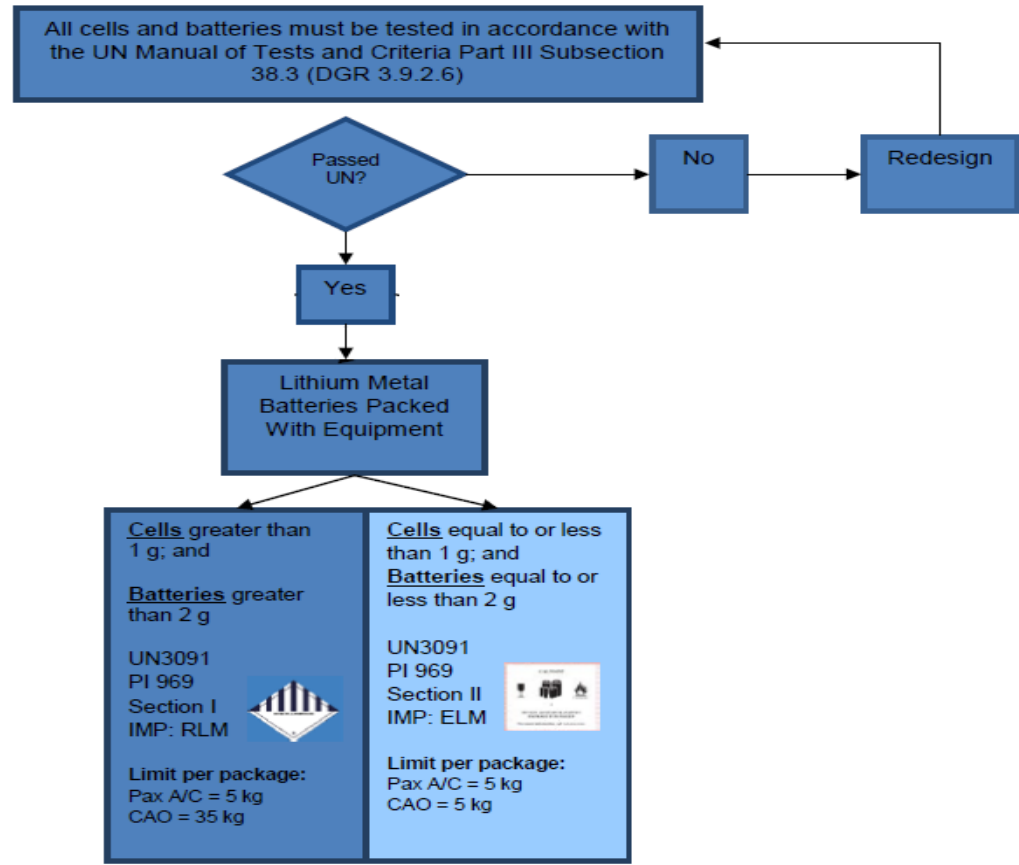 All cells and batteries must be tested in accordance with
the UN Manual of Tests and Criteria Part III Subsection
38.3 (DGR 3.9.2.6)
Passed
UN?
No
Redesign
Yes
Lithium Metal
Batteries Packed
With Equipment
Cells greater than
1 g; and
Batteries greater
than 2 g
UN3091
PI 969
Section I
IMP: RLM
Limit per package:
Pax A/C = 5 kg
CAO = 35 kg
Cells equal to or less
than 1 g; and
Batteries equal to or
less than 2 g
UN3091
PI 969
Section II
IMP: ELM
Limit per package:
Pax A/C = 5 kg
CAO = 5 kg